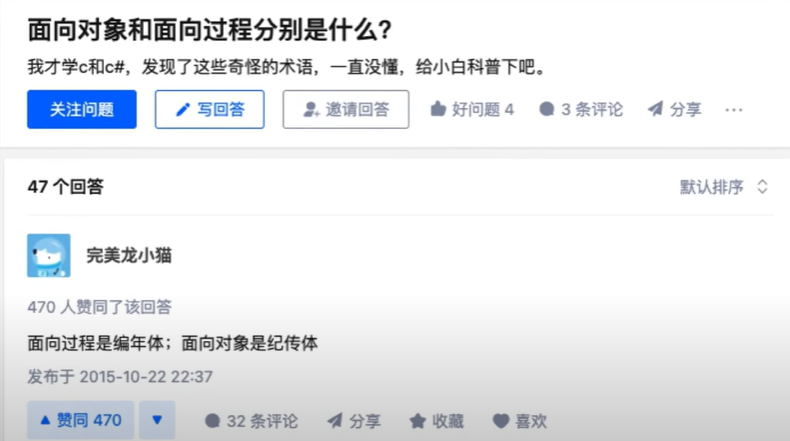 面向对象和面向过程分别是什么？
我才学c和c#，发现了这些奇怪的术语，一直没懂，给小白科普下吧。
关注问题 写回答 邀请回答 好问题 4 3 条评论 分享 ···
47 个回答 默认排序
完美龙小猫
470 人赞同了该回答
面向过程是编年体；面向对象是纪传体
发布于 2015-10-22 22:37
赞同 470 32 条评论 分享 收藏 喜欢